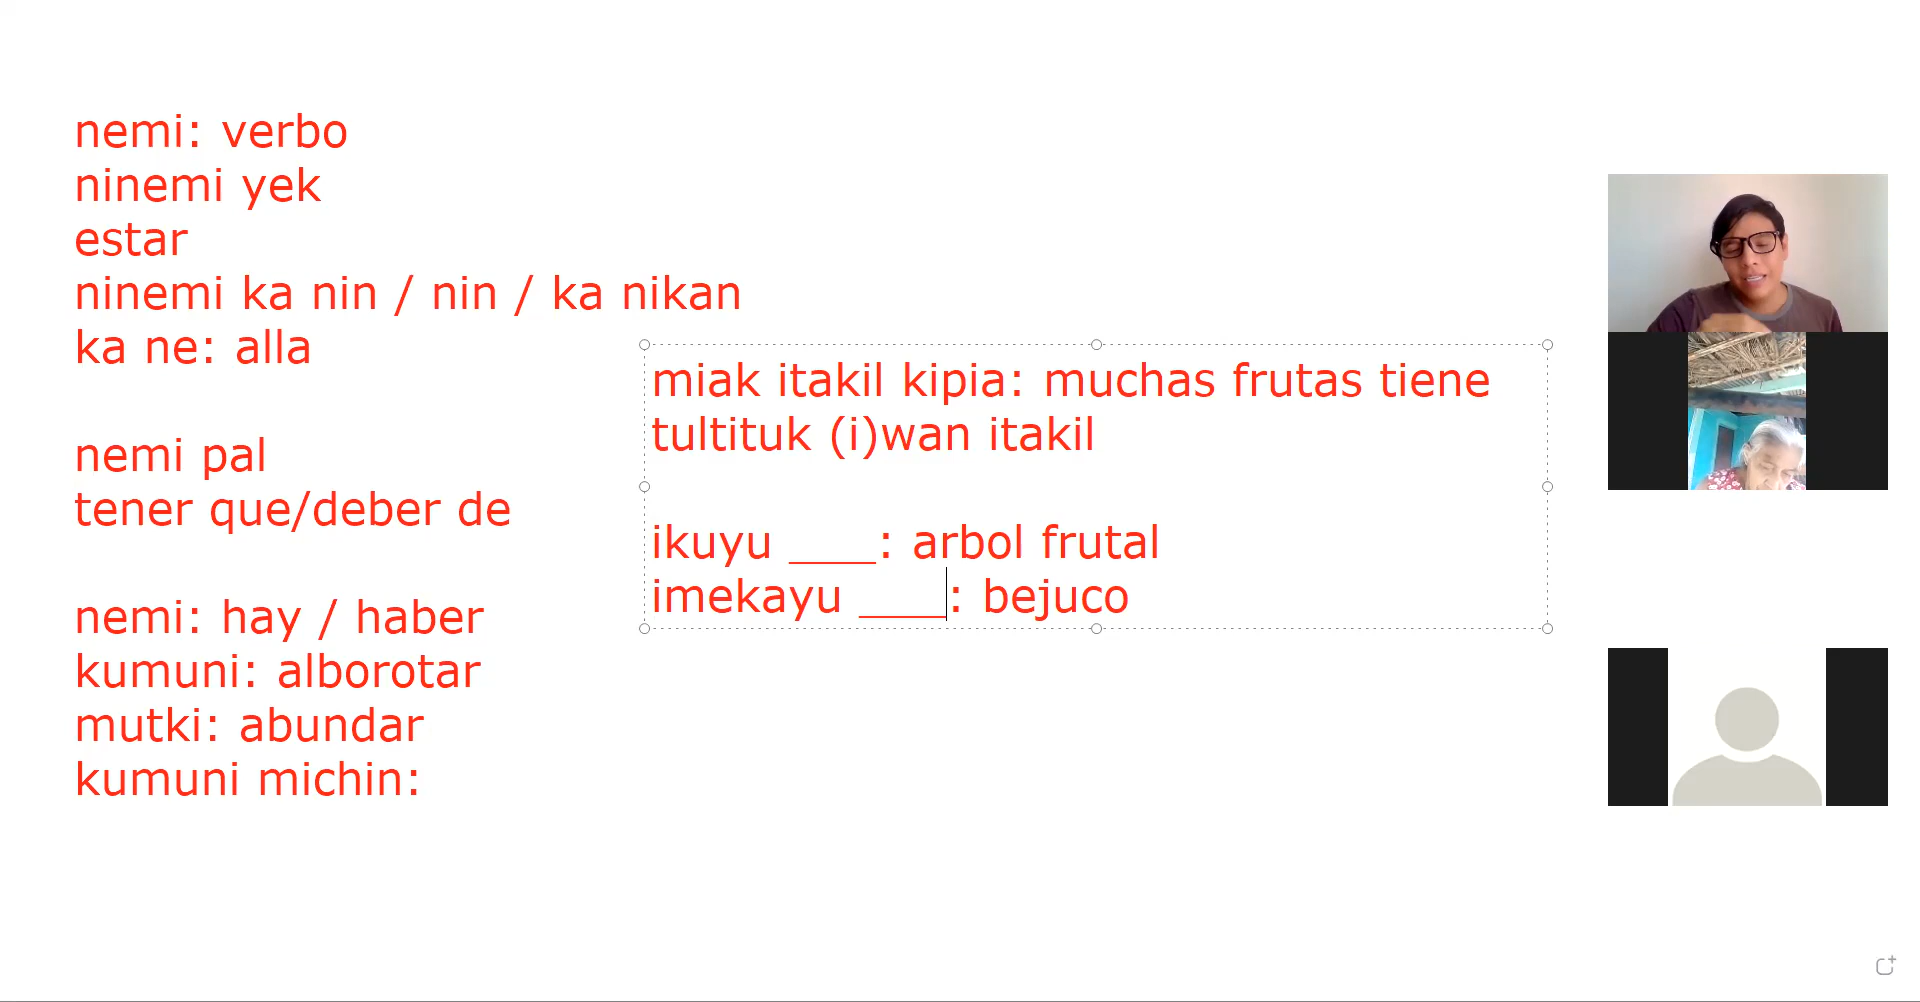 nemi: verbo
ninemi yek
estar
ninemi ka nin / nin / ka nikan
ka ne: alla
nemi pal
tener que/deber de
nemi: hay / haber
kumuni: alborotar
mutki: abundar
kumuni michin:
miak itakil kipia: muchas frutas tiene
tultituk (i)wan itakil
ikuyu ____: arbol frutal
imekayu ____: bejuco